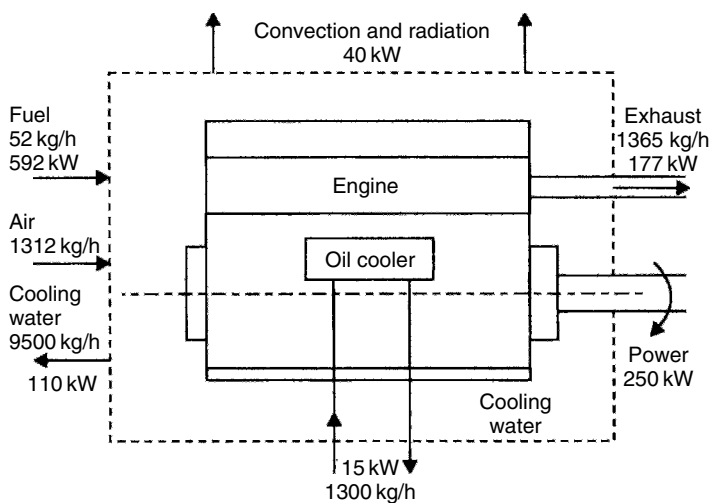 Convection and radiation
40 kW
Fuel
52 kg/h
592 kW
Exhaust
1365 kg/h
177 kW
Engine
Air
1312 kg/h
Oil cooler
Cooling
water
9500 kg/h
110 kW
Power
250 kW
Cooling
water
15 kW
1300 kg/h